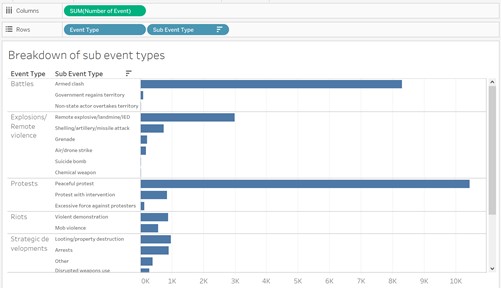 Columns SUM(Number of Event)
Rows Event Type Sub Event Type
Breakdown of sub event types
Event Type Sub Event Type
Battles Armed clash
Government regains territory
Non-state actor overtakes territory
Explosions/ Remote explosive/landmine/IED
Remote Shelling/artillery/missile attack
violence Grenade
Air/drone strike
Suicide bomb
Chemical weapon
Protests Peaceful protest
Protest with intervention
Excessive force against protesters
Riots Violent demonstration
Mob violence
Strategic de Looting/property destruction
velopments Arrests
Other
Disrupted weapons use
0K 1K 2K 3K 4K 5K 6K 7K 8K 9K 10K